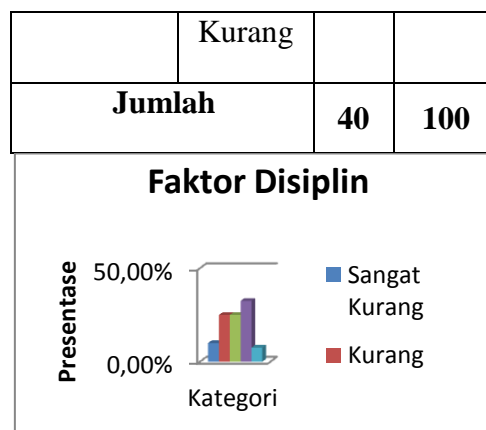 Kurang
Jumlah 40 100
Faktor Disiplin
Presentase
50,00%
0,00%
Kategori
Sangat
Kurang
Kurang